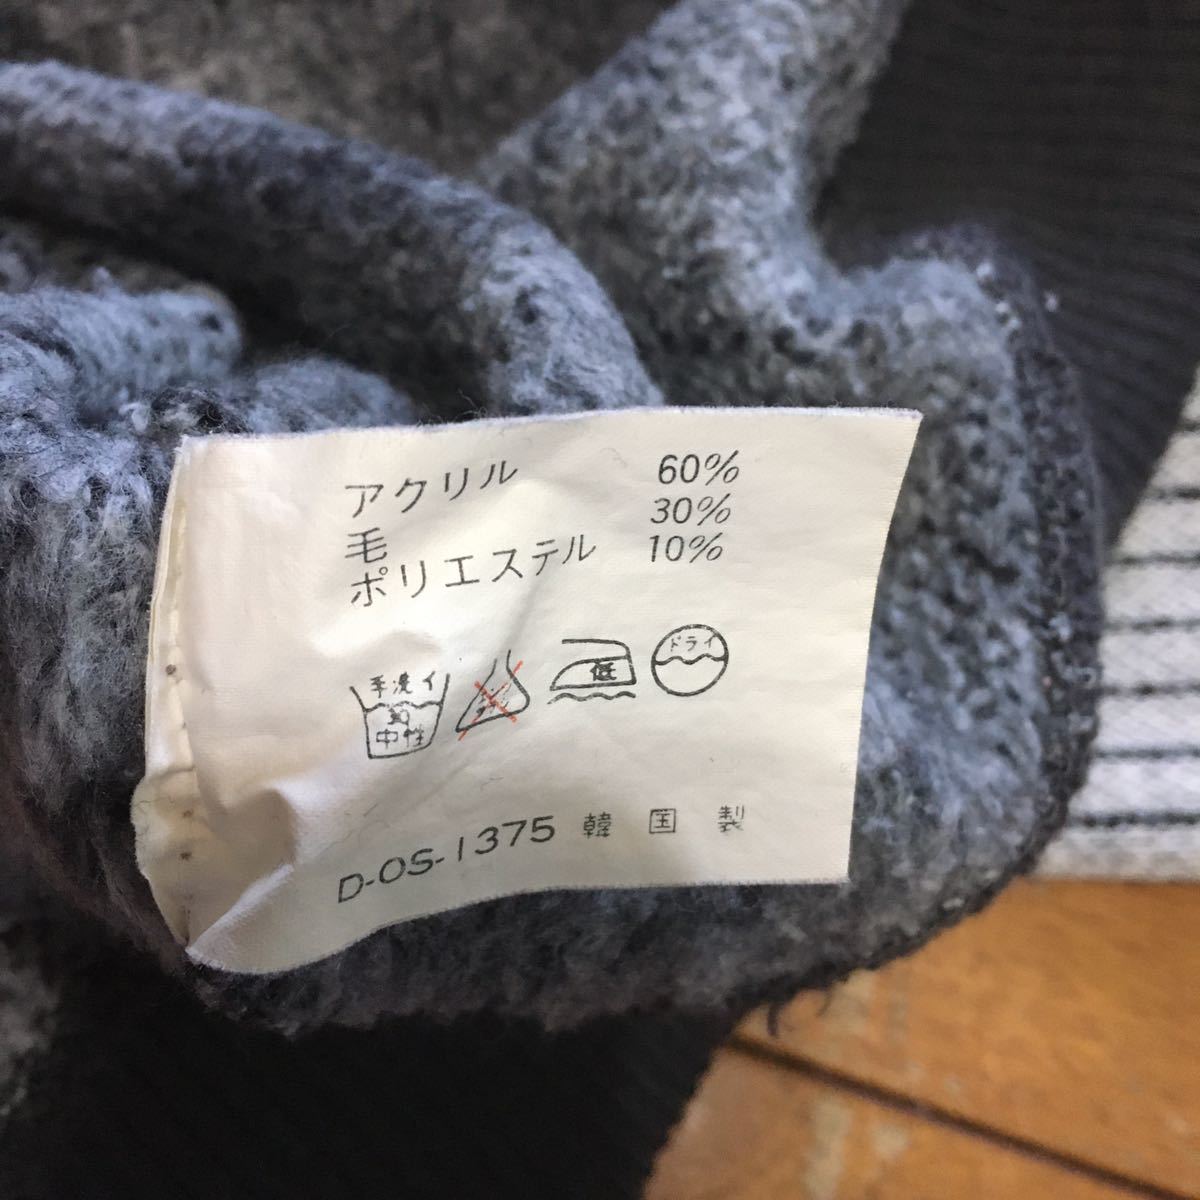 アクリル 60%
毛 30%
ポリエステル 10%
手洗イ
30
中性
低
ドライ
D-OS-1375 韓国製